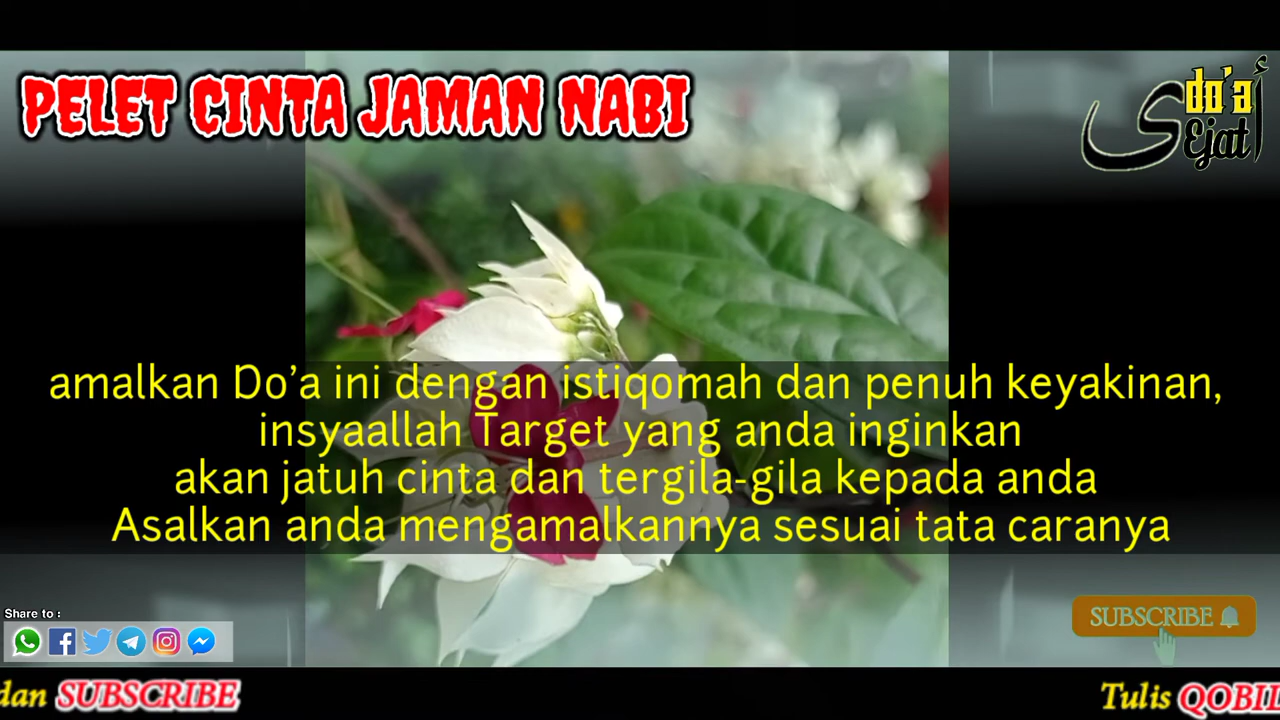 PELET CINTA JAMAN NABI
do'a
Ejat
amalkan Do'a ini dengan istiqomah dan penuh keyakinan,
insyaallah Target yang anda inginkan
akan jatuh cinta dan tergila-gila kepada anda
Asalkan anda mengamalkannya sesuai tata caranya
Share to :
SUBSCRIBE
dan SUBSCRIBE
Tulis QOBIL